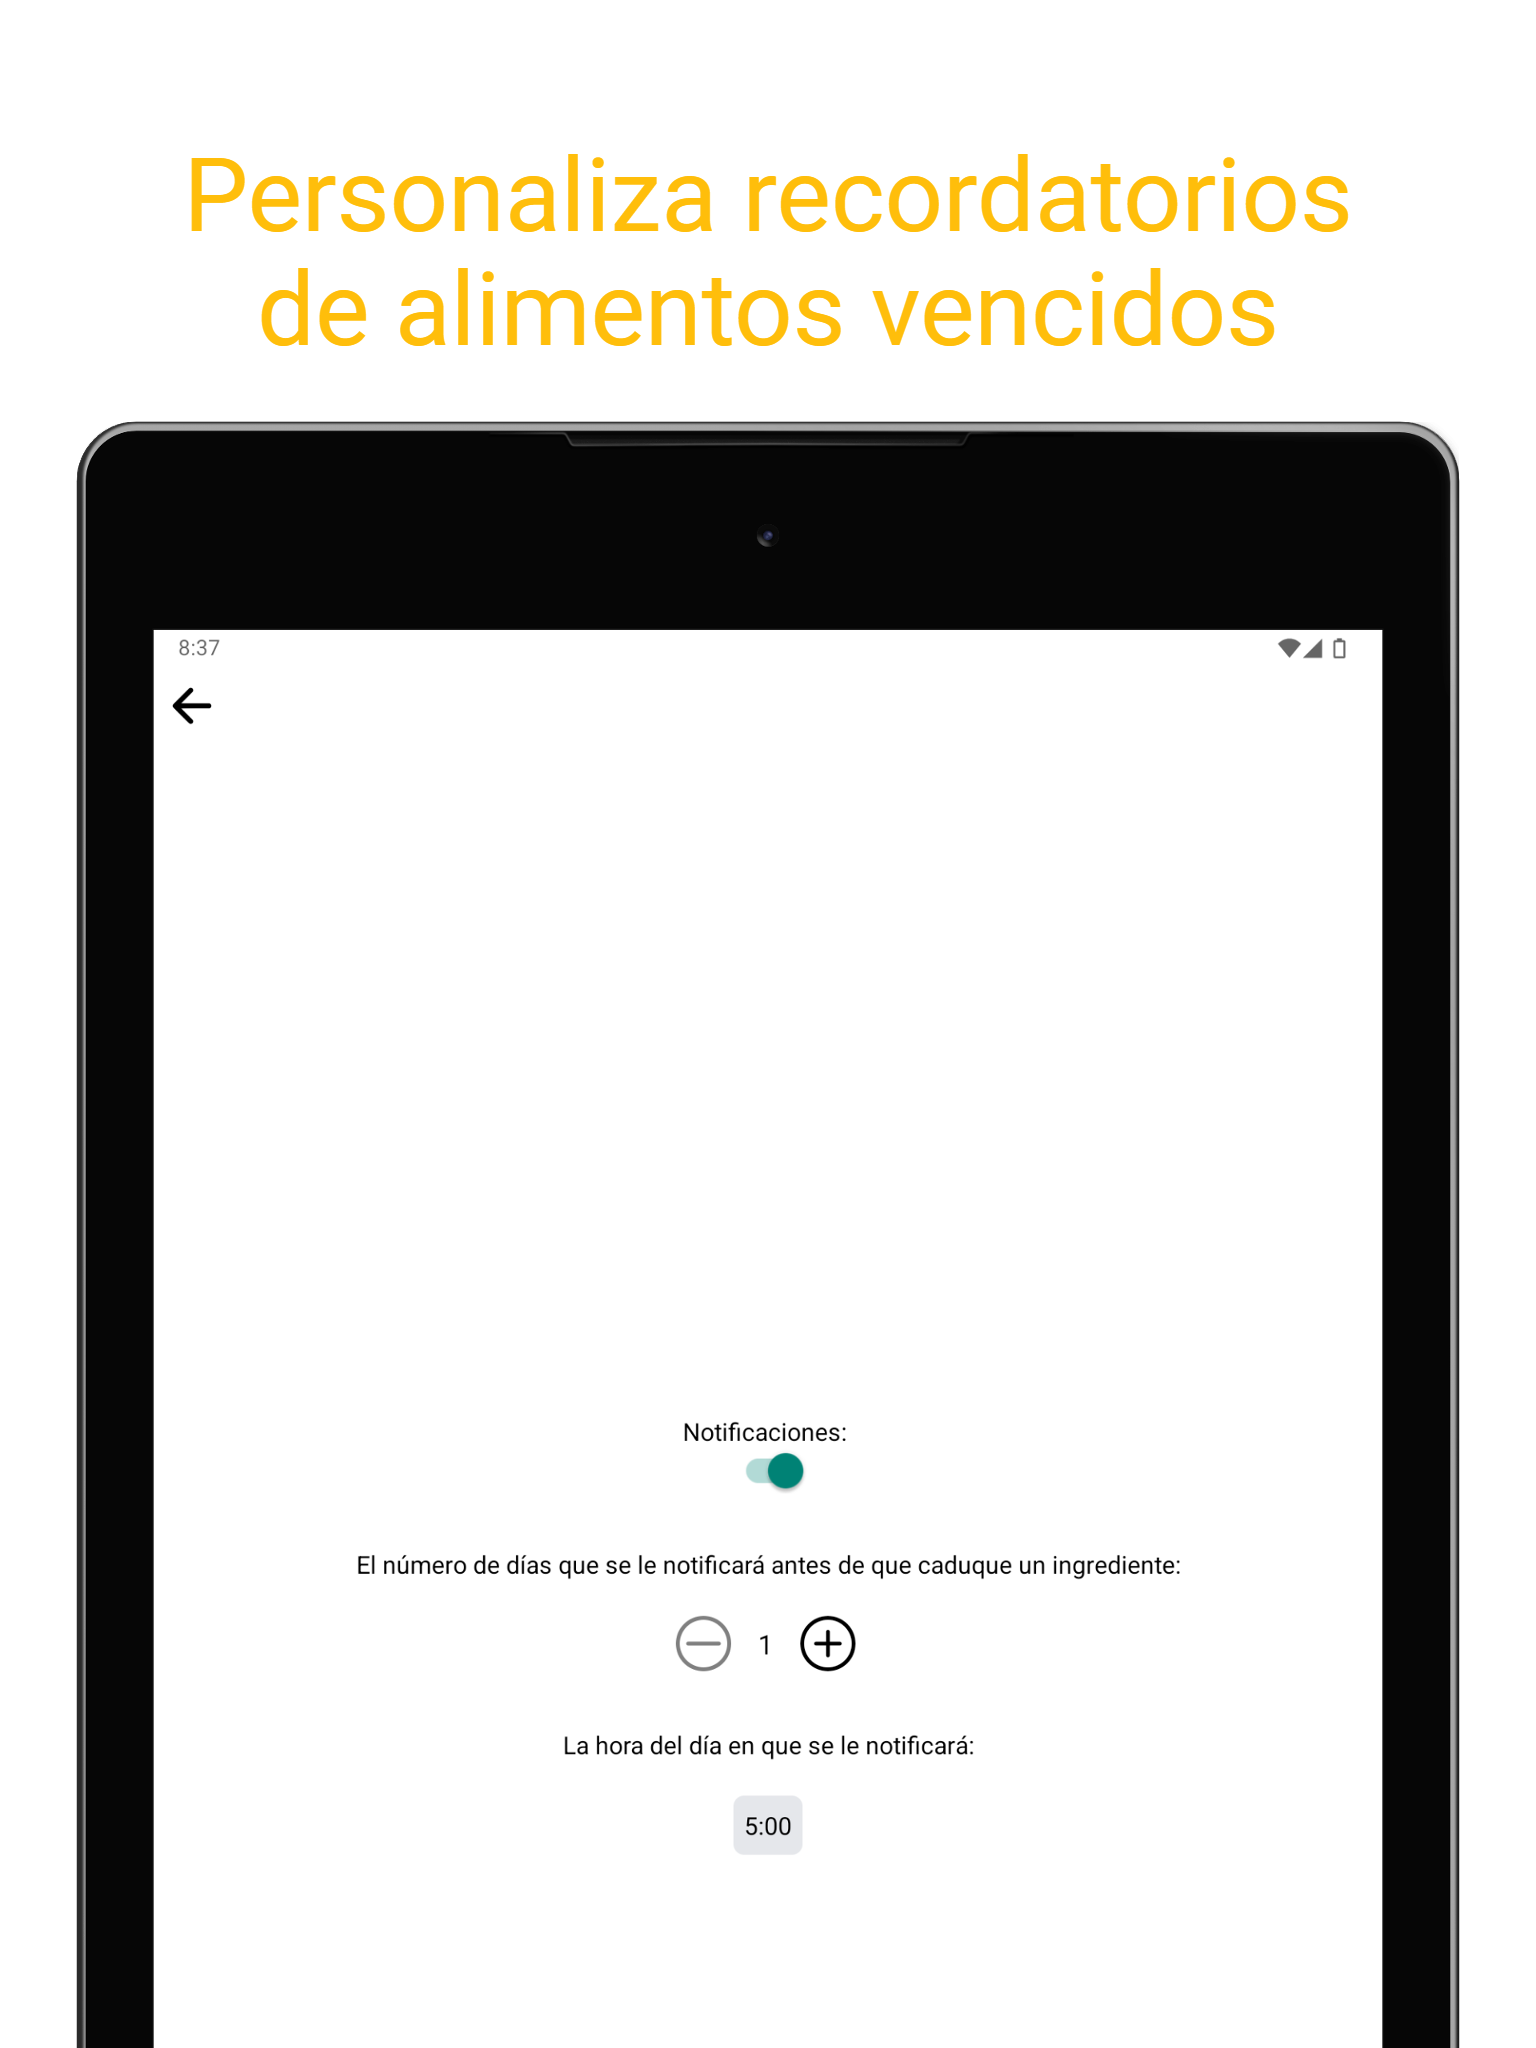 Personaliza recordatorios
de alimentos vencidos
8:37
Notificaciones:
El número de días que se le notificará antes de que caduque un ingrediente:
1
La hora del día en que se le notificará:
5:00